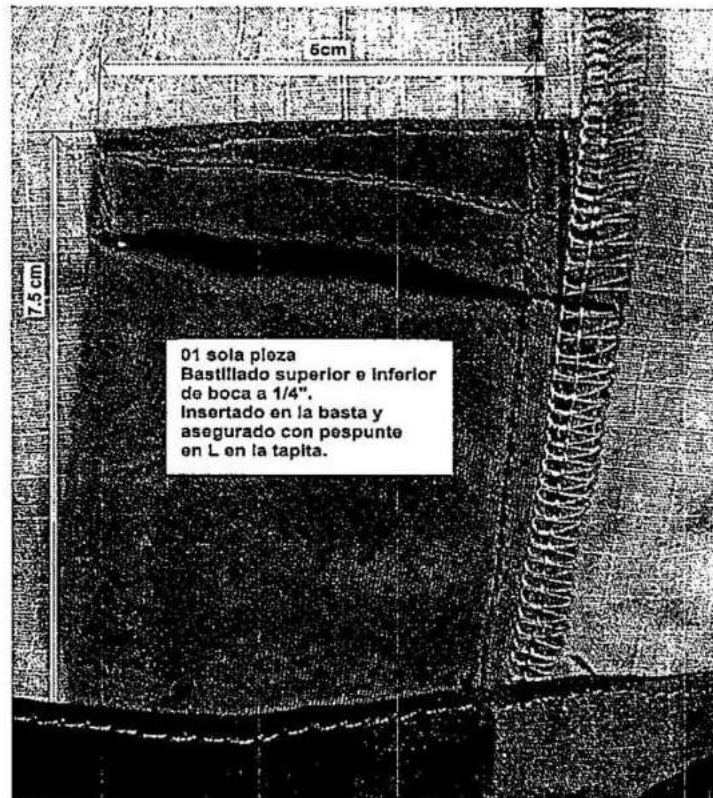 6cm
7.5 cm
01 sola pieza
Bastillado superior e inferior
de boca a 1/4".
Insertado en la basta y
asegurado con pespunte
en L en la tapita.